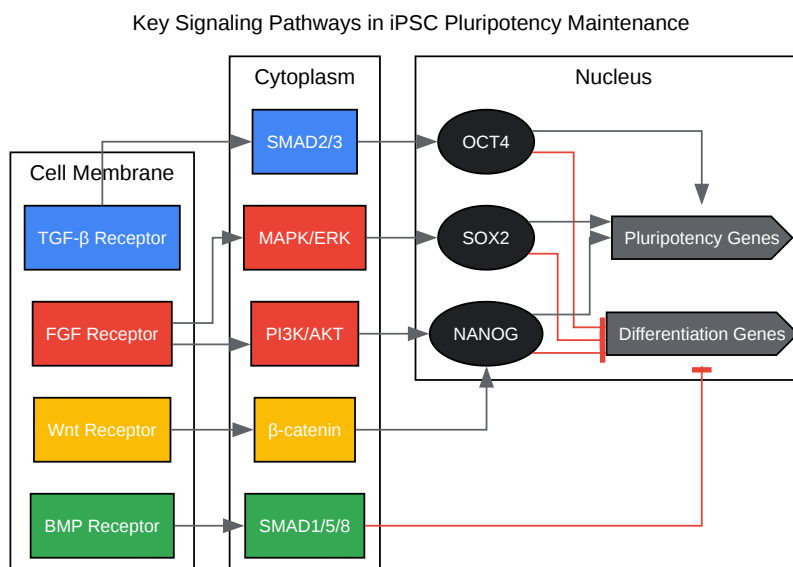 Key Signaling Pathways in iPSC Pluripotency Maintenance
Cell Membrane
TGF-β Receptor
FGF Receptor
Wnt Receptor
BMP Receptor
Cytoplasm
SMAD2/3
MAPK/ERK
PI3K/AKT
β-catenin
SMAD1/5/8
Nucleus
OCT4
SOX2
NANOG
Pluripotency Genes
Differentiation Genes